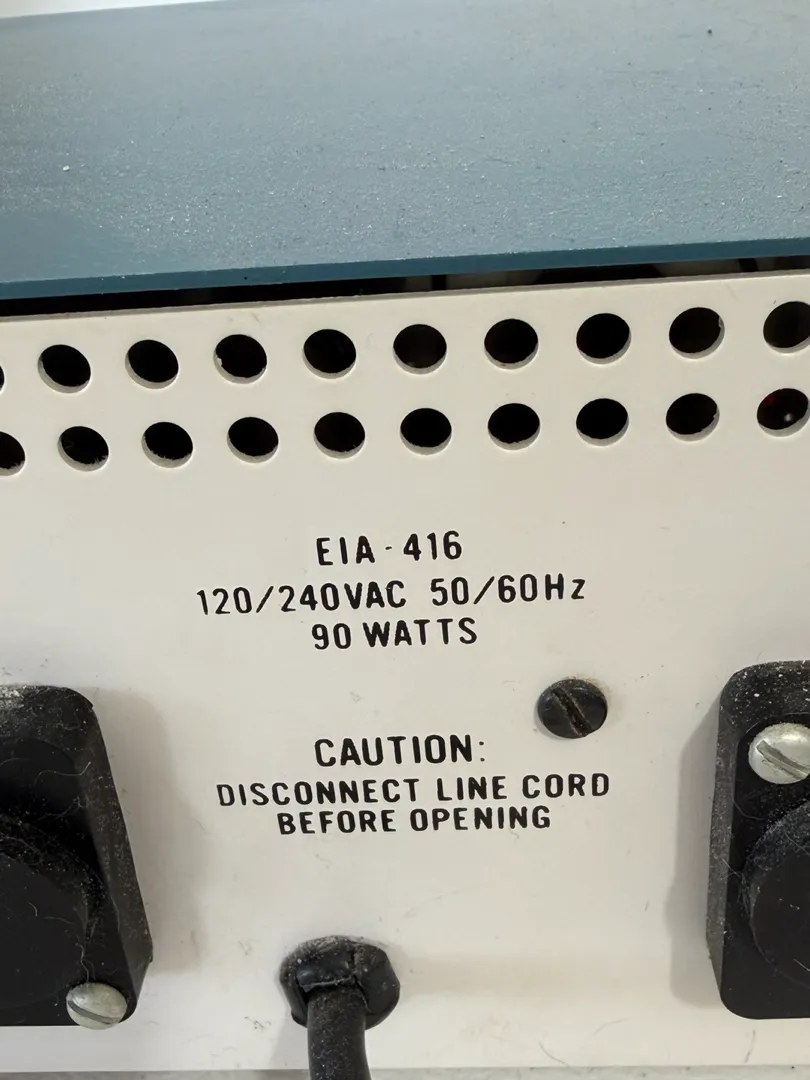 EIA-416
120/240VAC 50/60Hz
90 WATTS
CAUTION:
DISCONNECT LINE CORD
BEFORE OPENING